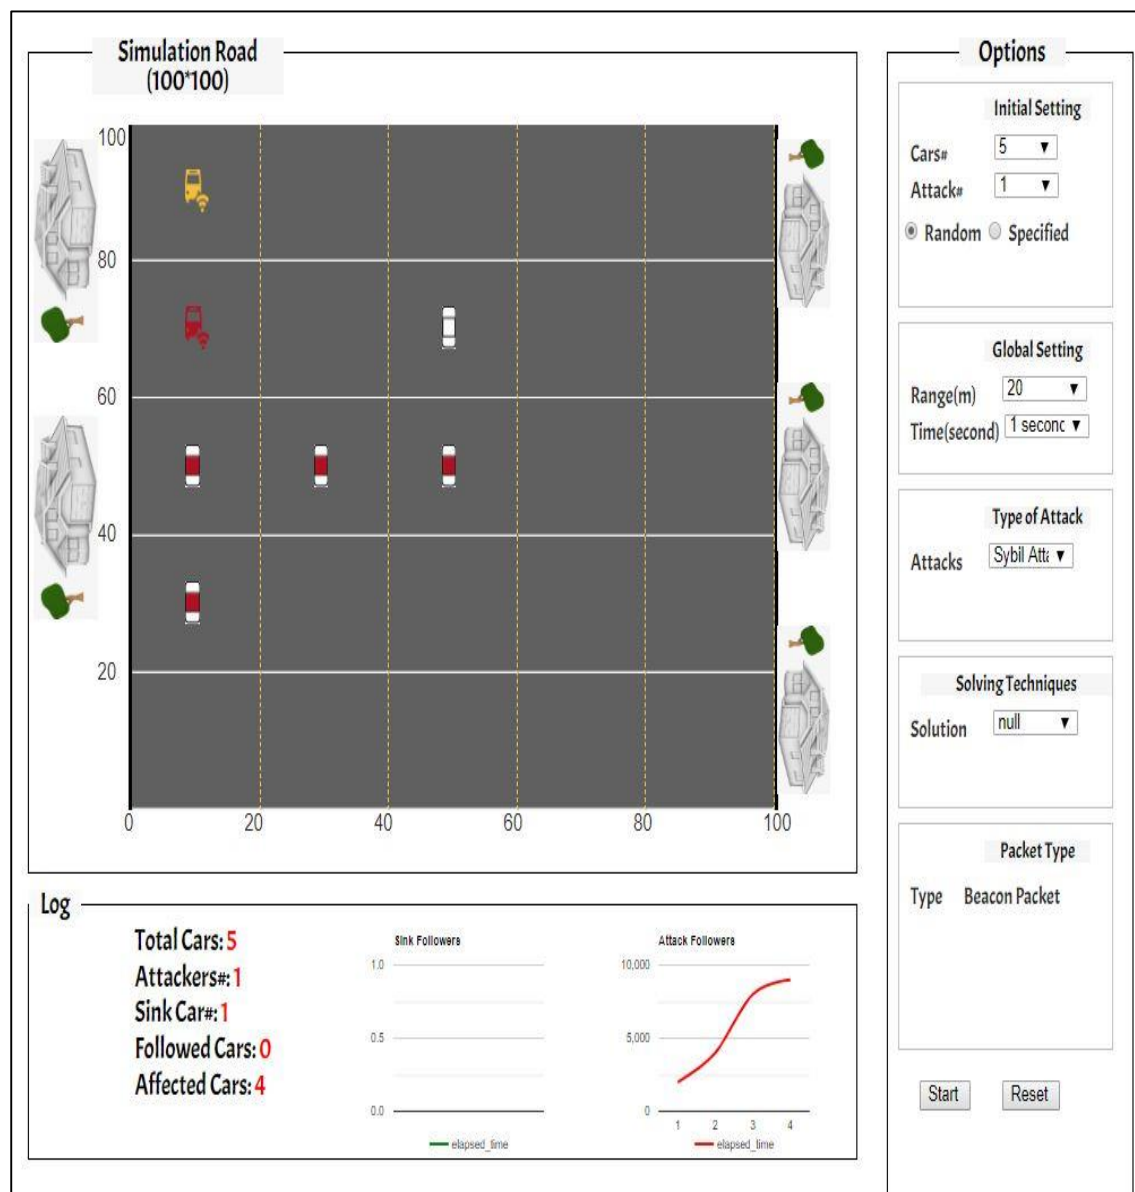 Simulation Road
(100*100)
100
80
60
40
20
0
20
40
60
80
100
Options
Initial Setting
Cars# 5
Attack# 1
Random Specified
Global Setting
Range(m) 20
Time(second) 1 second
Type of Attack
Attacks Sybil Atta
Solving Techniques
Solution null
Packet Type
Type Beacon Packet
Start Reset
Log
Total Cars: 5
Attackers#: 1
Sink Car#: 1
Followed Cars: 0
Affected Cars: 4
Sink Followers
1.0
0.5
0.0
elapsed_time
Attack Followers
10,000
5,000
0
1 2 3 4
elapsed_time